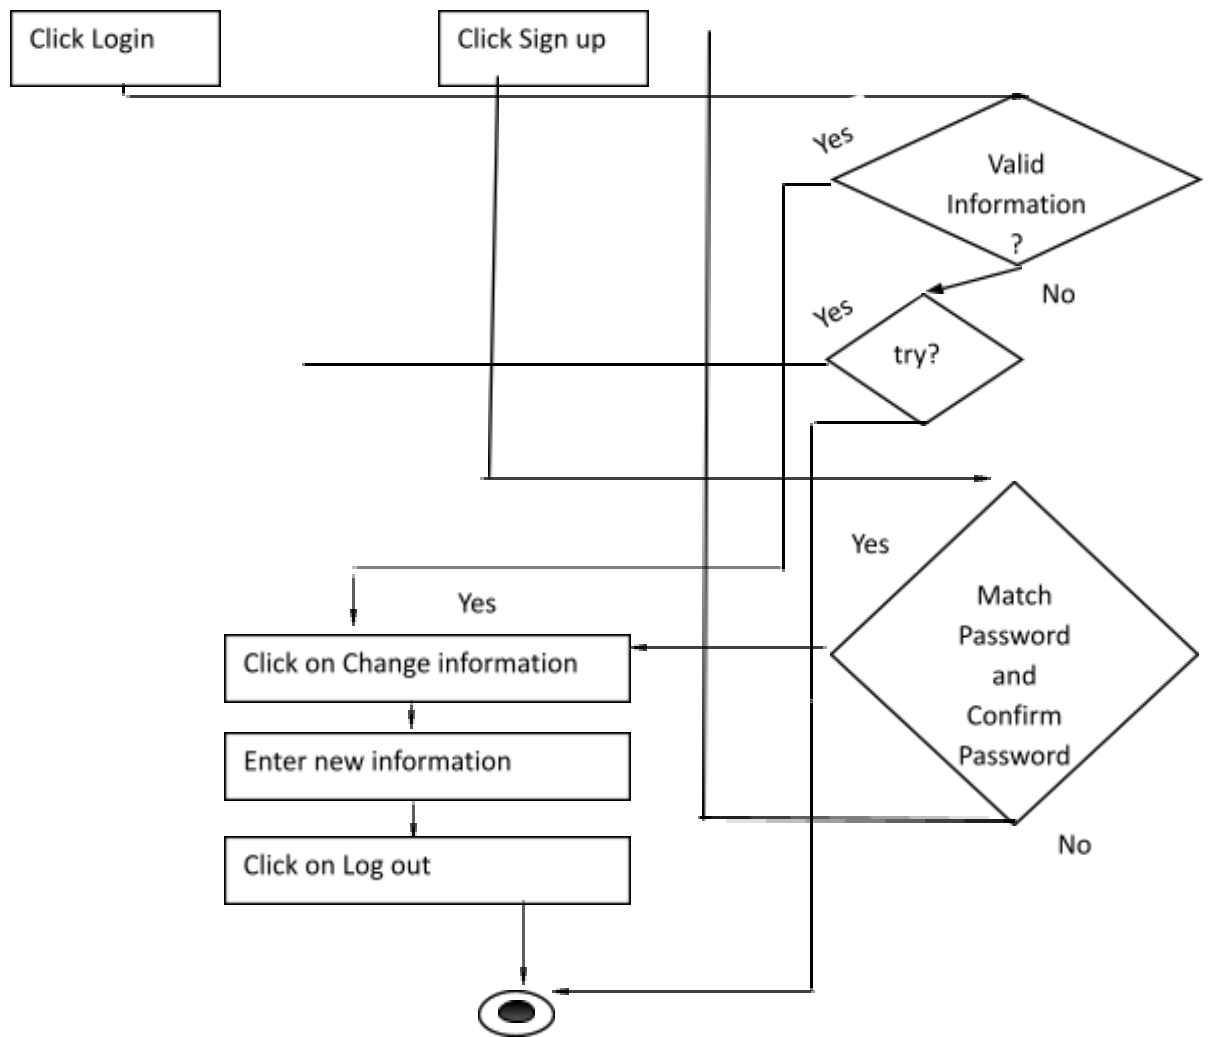 Click Login
Click Sign up
Yes
Valid
Information
?
No
Yes
try?
Yes
Match
Password
and
Confirm
Password
Yes
Click on Change information
Enter new information
Click on Log out
No